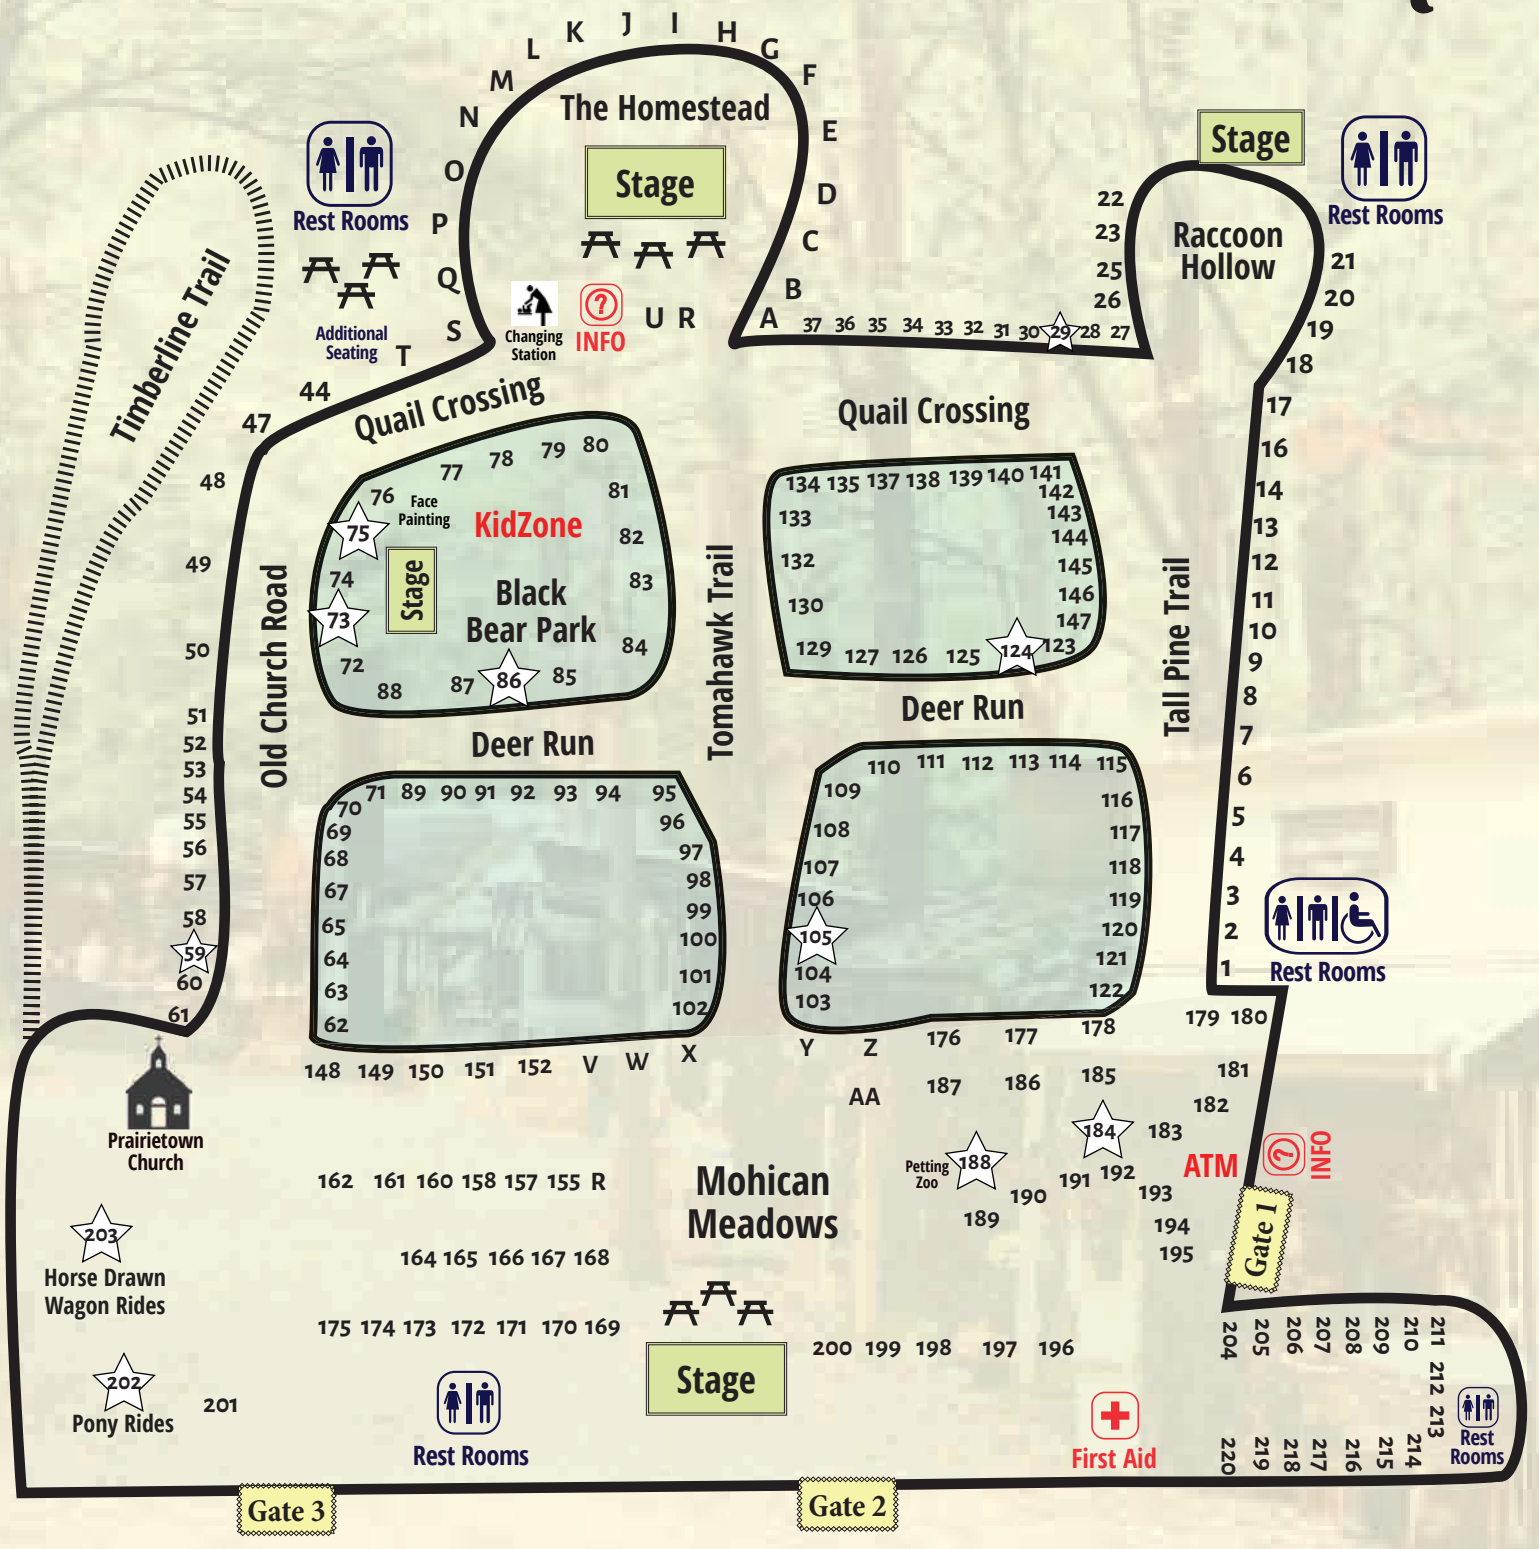 K J I H
L G
M F
The Homestead
N E
Stage
Stage
O D
Rest Rooms
P C
Rest Rooms
22
23
25
26
Raccoon
Hollow
21
20
19
18
Q B
S
U R
A
Changing
Station
INFO
Additional
Seating
T
37 36 35 34 33 32 31 30 29 28 27
Timberline Trail
44
47
48
49
50
51
52
53
54
55
56
57
58
59
60
61
Quail Crossing
Quail Crossing
17
16
14
13
12
11
10
9
8
7
6
5
4
3
2
1
76 77 78 79 80
Face
Painting
KidZone
75
74
73
72
Stage
Black
Bear Park
81
82
83
84
88 87 86 85
Old Church Road
Tomahawk Trail
Tall Pine Trail
134 135 137 138 139 140 141
142
143
144
145
146
147
133
132
130
129 127 126 125 124 123
Deer Run
Deer Run
70 71 89 90 91 92 93 94 95
69
68
67
65
64
63
62
96
97
98
99
100
101
102
109 110 111 112 113 114 115
108
107
106
105
104
103
116
117
118
119
120
121
122
Rest Rooms
148 149 150 151 152 V W X
Y Z 176 177 178 179 180
AA 187 186 185 181
182
184 183
Prairietown
Church
162 161 160 158 157 155 R
Mohican
Meadows
Petting
Zoo
188
189
190
191 192
193
194
195
ATM
INFO
Gate 1
203
Horse Drawn
Wagon Rides
164 165 166 167 168
175 174 173 172 171 170 169
Stage
200 199 198 197 196
202
Pony Rides
201
Rest Rooms
First Aid
204 205 206 207 208 209 210 211
212
213
220 219 218 217 216 215 214
Rest
Rooms
Gate 3
Gate 2